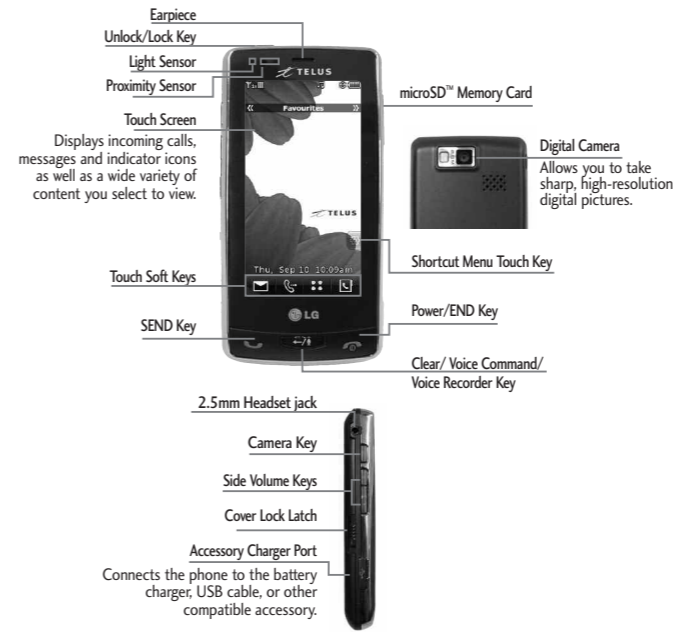 Earpiece
Unlock/Lock Key
Light Sensor
Proximity Sensor
Touch Screen
Displays incoming calls,
messages and indicator icons
as well as a wide variety of
content you select to view.
Touch Soft Keys
SEND Key
TELUS
Favourites
TELUS
Thu, Sep 10 10:09am
LG
microSD™ Memory Card
Digital Camera
Allows you to take
sharp, high-resolution
digital pictures.
Shortcut Menu Touch Key
Power/END Key
Clear/ Voice Command/
Voice Recorder Key
2.5mm Headset jack
Camera Key
Side Volume Keys
Cover Lock Latch
Accessory Charger Port
Connects the phone to the battery
charger, USB cable, or other
compatible accessory.